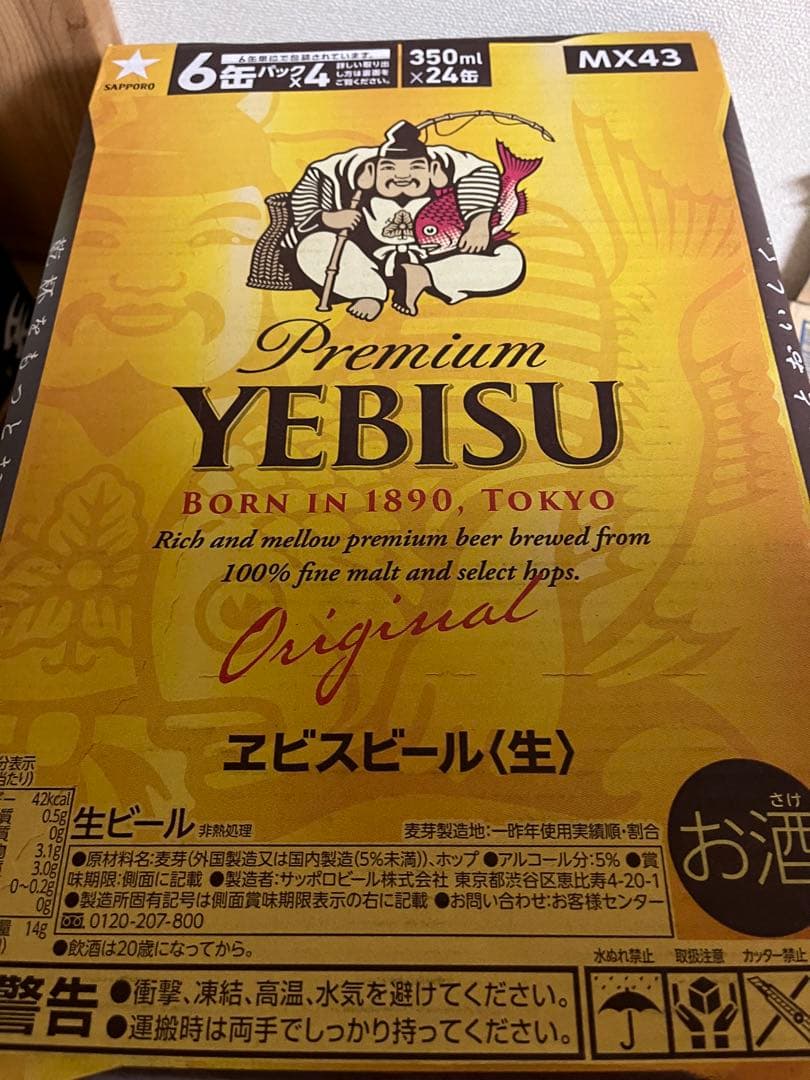 SAPPORO
6缶パック×4
6缶単位で包装されています。
詳しい取り出
し方は裏面を
ご覧ください。
350ml
×24缶
MX43
Premium
YEBISU
BORN IN 1890, TOKYO
Rich and mellow premium beer brewed from
100% fine malt and select hops.
Original
ヱビスビール〈生〉
分表示
当たり)
42kcal
質 0.5g
質 0g
物 3.1g
3.0g
0~0.2g
0g
量 14g
生ビール 非熱処理
麦芽製造地:一昨年使用実績順・割合
●原材料名:麦芽(外国製造又は国内製造(5%未満))、ホップ ●アルコール分:5% ●賞
味期限:側面に記載 ●製造者:サッポロビール株式会社 東京都渋谷区恵比寿4-20-1
●製造所固有記号は側面賞味期限表示の右に記載 ●お問い合わせ:お客様センター
0120-207-800
●飲酒は20歳になってから。
さけ
お酒
警告
●衝撃、凍結、高温、水気を避けてください。
●運搬時は両手でしっかり持ってください。
水ぬれ禁止
取扱注意
カッター禁止